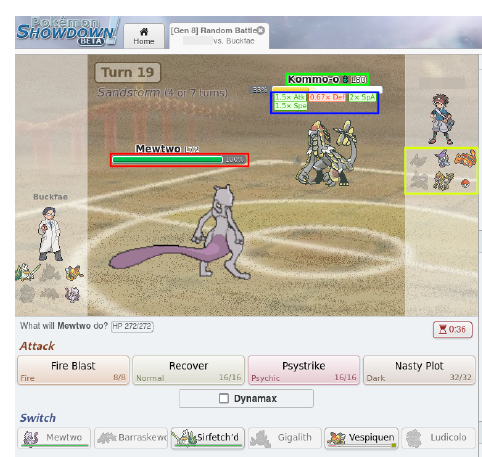 Pokémon
SHOWDOWN
BETA
Home
[Gen 8] Random Battle
vs. Buckfae
Turn 19
Sandstorm (4 or 7 turns)
Kommo-o L80
33%
1.5× Atk 0.67× Def 2× SpA
1.5× Spe
Mewtwo L72
100%
Buckfae
What will Mewtwo do? HP 272/272
0:36
Attack
Fire Blast
Fire 8/8
Recover
Normal 16/16
Psystrike
Psychic 16/16
Nasty Plot
Dark 32/32
Dynamax
Switch
Mewtwo
Barraskewd
Sirfetch'd
Gigalith
Vespiquen
Ludicolo